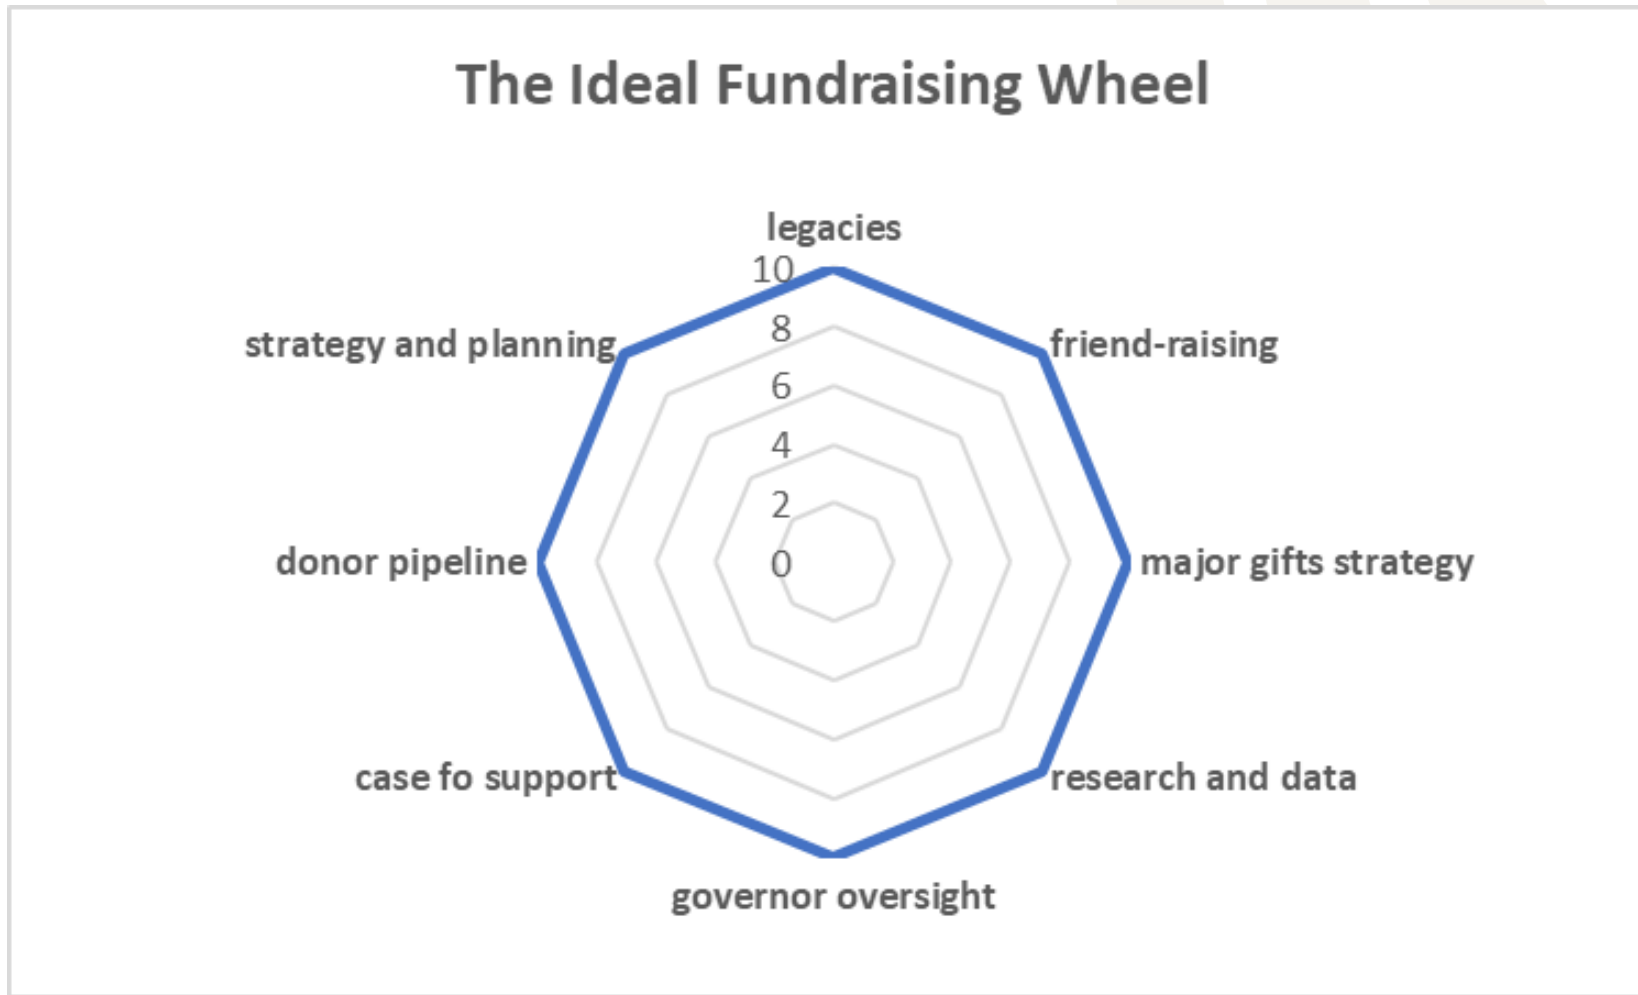 The Ideal Fundraising Wheel
legacies
10
strategy and planning
friend-raising
8
6
4
2
donor pipeline
0
major gifts strategy
case fo support
research and data
governor oversight